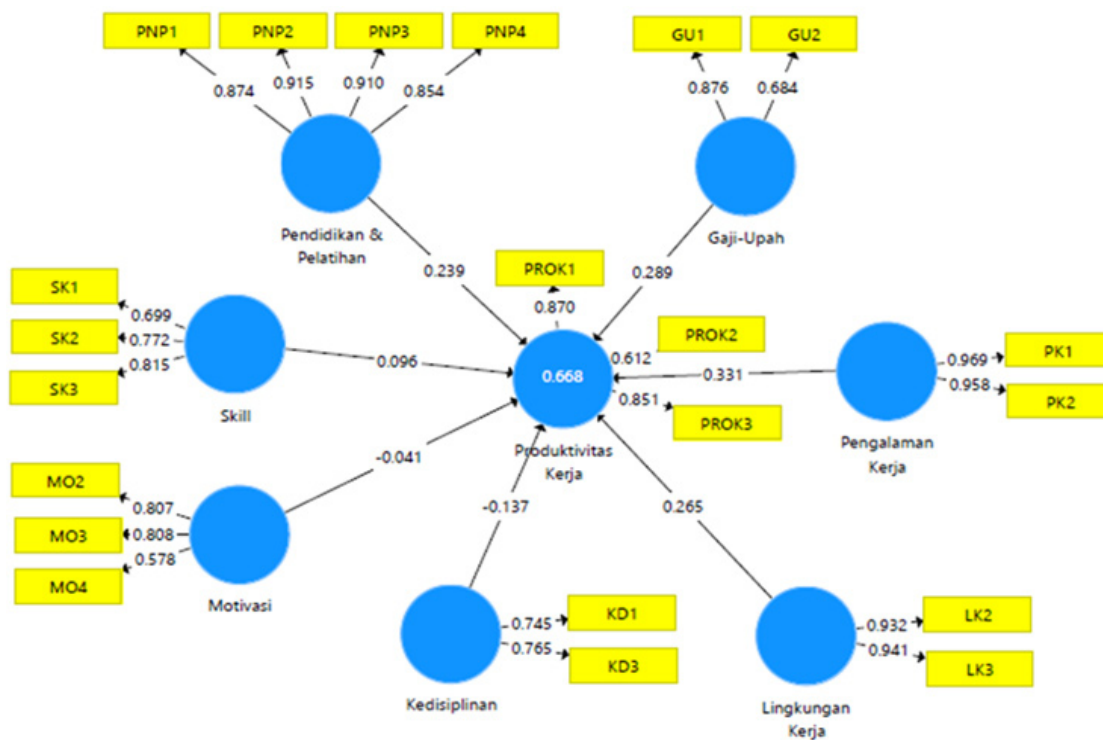 PNP1
PNP2
PNP3
PNP4
0.874
0.915
0.910
0.854
Pendidikan &
Pelatihan
GU1
GU2
0.876
0.684
Gaji-Upah
0.239
0.289
SK1
SK2
SK3
0.699
0.772
0.815
Skill
0.096
PROK1
0.870
PROK2
0.612
0.668
0.331
0.851
PROK3
Produktivitas
Kerja
PK1
PK2
0.969
0.958
Pengalaman
Kerja
-0.041
MO2
MO3
MO4
0.807
0.808
0.578
Motivasi
-0.137
0.265
KD1
KD3
0.745
0.765
Kedisiplinan
LK2
LK3
0.932
0.941
Lingkungan
Kerja